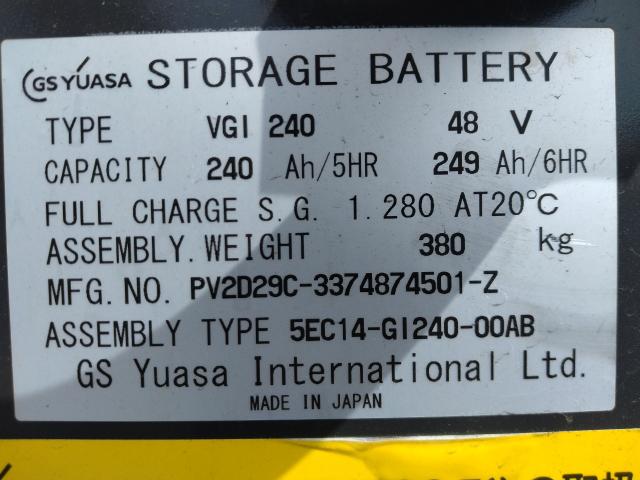 GS YUASA STORAGE BATTERY
TYPE VGI 240 48 V
CAPACITY 240 Ah/5HR 249 Ah/6HR
FULL CHARGE S.G. 1.280 AT20℃
ASSEMBLY.WEIGHT 380 kg
MFG.NO. PV2D29C-3374874501-Z
ASSEMBLY TYPE 5EC14-GI240-00AB
GS Yuasa International Ltd.
MADE IN JAPAN